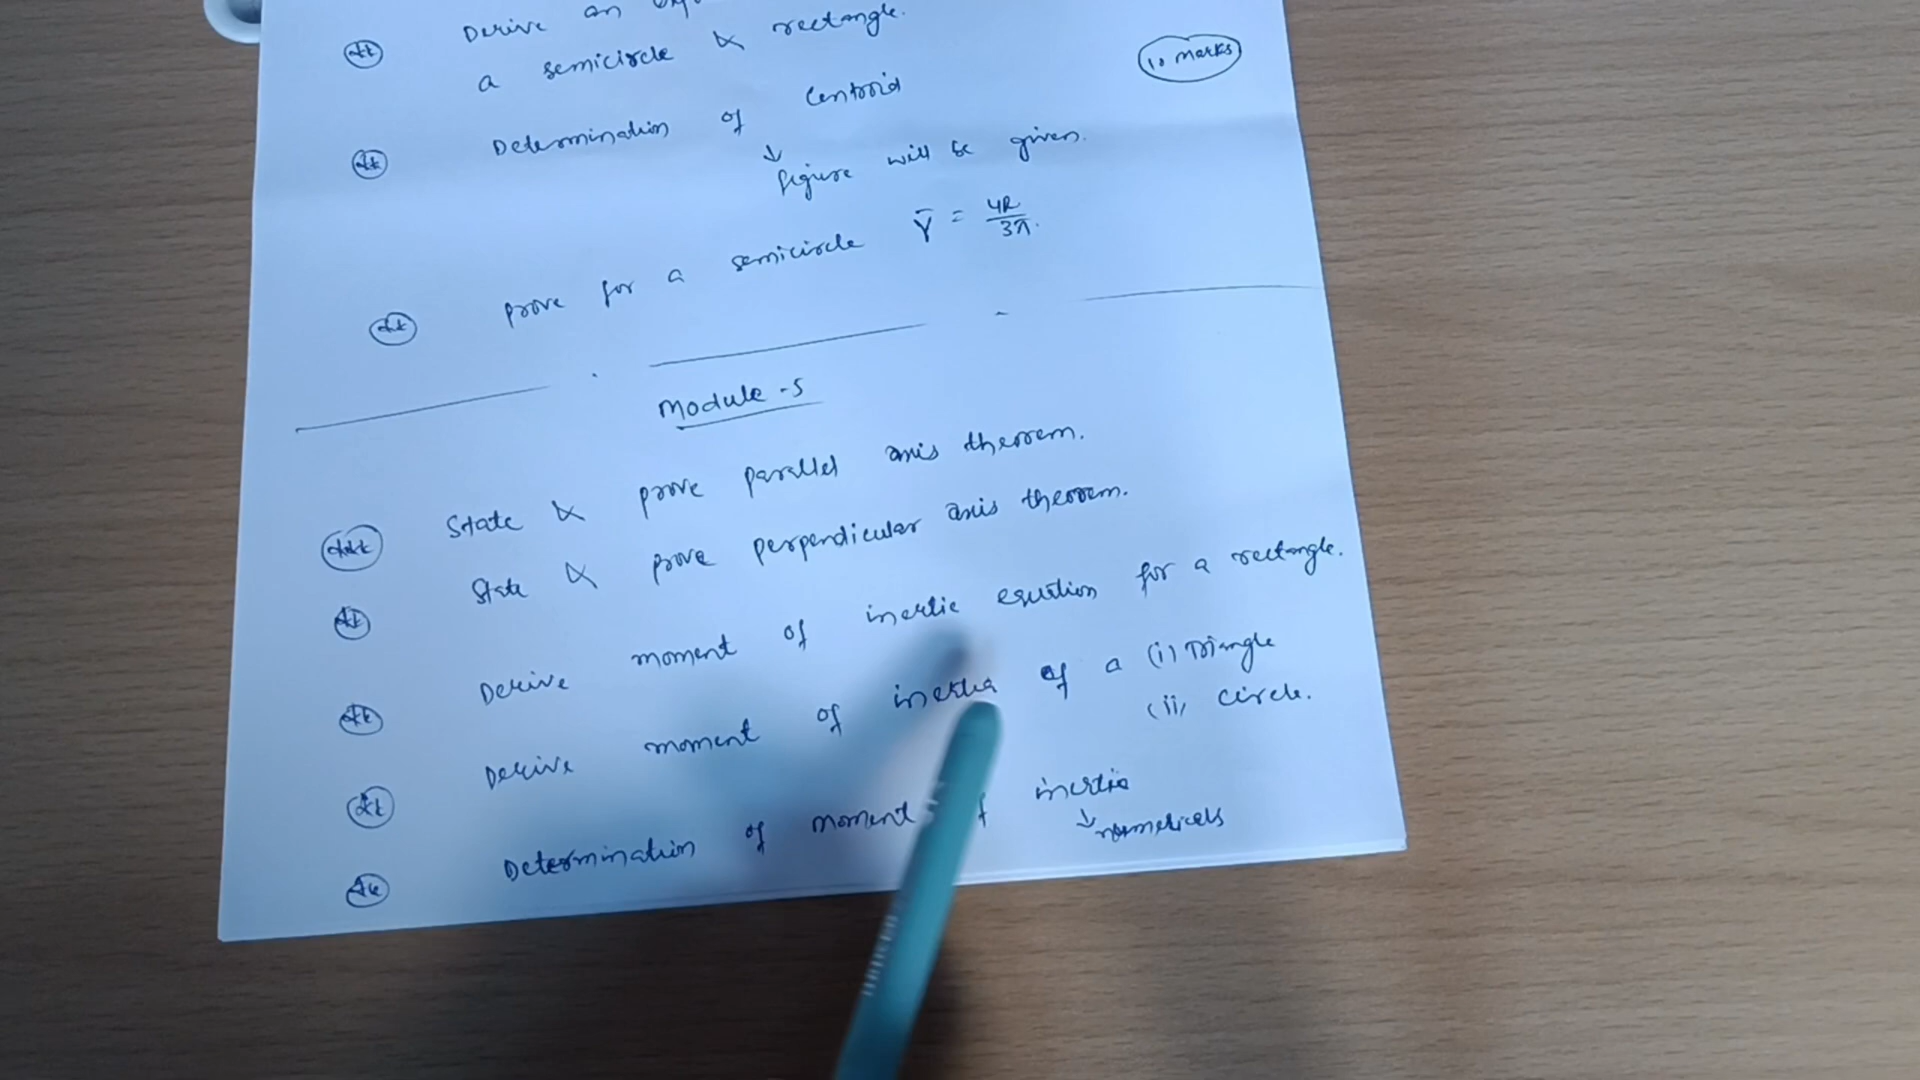 Derive an
a semicircle & rectangle.
Determination of Centroid
10 marks
↓
figure will be given.
prove for a semicircle Ȳ = 4R/3π.
Module - 5
State & prove parallel axis theorem.
State & prove perpendicular axis theorem.
Derive moment of inertia equation for a rectangle.
Derive moment of inertia of a (i) Triangle
(ii) circle.
Determination of moment of inertia
↓ numericals